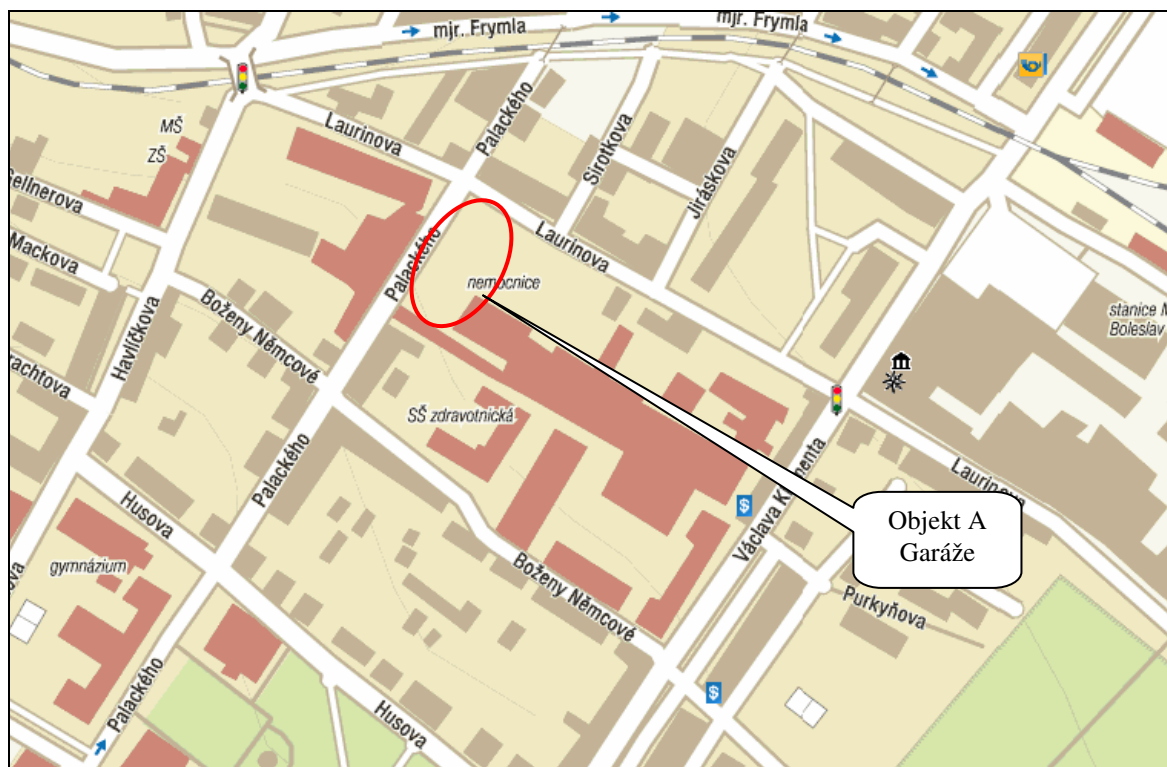 mjr. Frymla
mjr. Frymla
MŠ
ZŠ
Laurinova
Palackého
Sirotkova
Jiráskova
Sellnerova
Mackova
Palackého
Laurinova
nemocnice
Havlíčkova
Boženy Němcové
stanice M
Boleslav
SŠ zdravotnická
Palackého
Václava Klementa
Laurinova
Objekt A
Garáže
Husova
gymnázium
Boženy Němcové
Purkyňova
Palackého
Husova